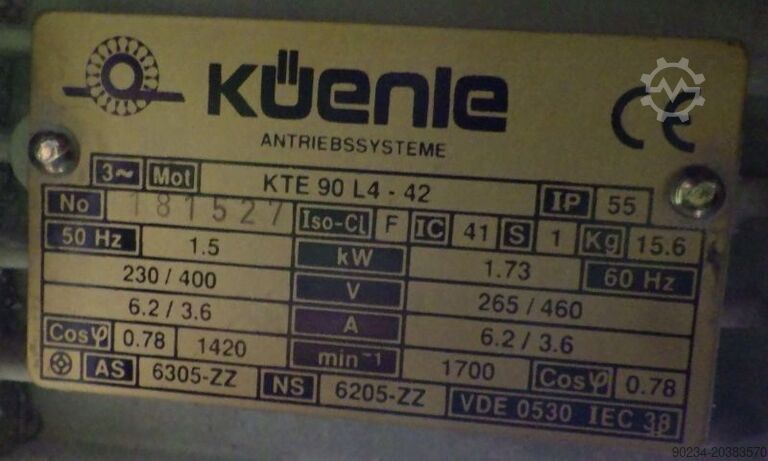 KÜenle
CE
ANTRIEBSSYSTEME
3~ Mot KTE 90 L4 - 42 IP 55
No 181527 Iso-Cl F IC 41 S 1 Kg 15.6
50 Hz 1.5 kW 1.73 60 Hz
230 / 400 V 265 / 460
6.2 / 3.6 A 6.2 / 3.6
Cosφ 0.78 1420 min⁻¹ 1700 Cosφ 0.78
AS 6305-ZZ NS 6205-ZZ VDE 0530 IEC 38
90234-20383570